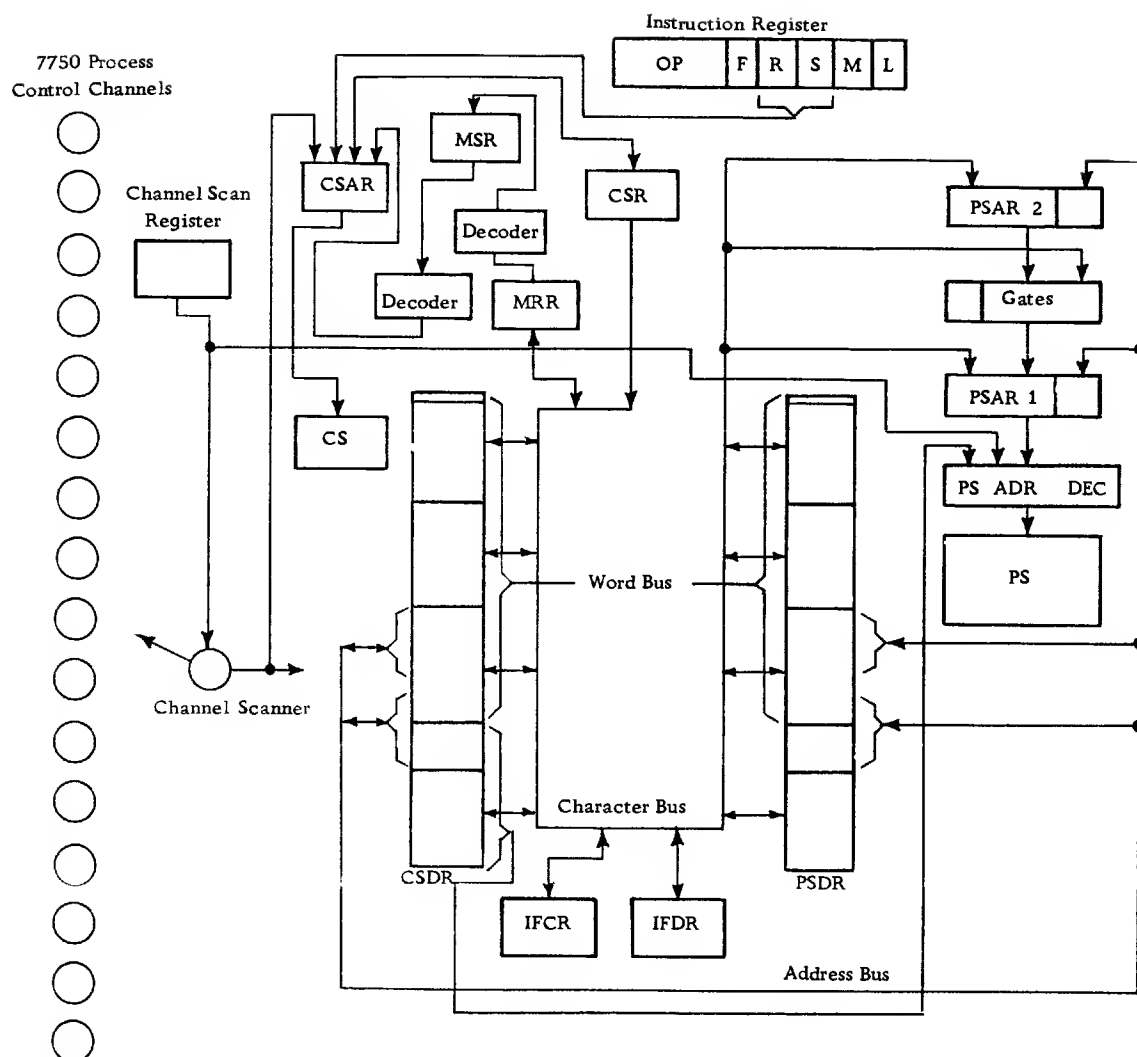 Instruction Register
OP F R S M L
7750 Process
Control Channels
MSR
CSAR
CSR
Channel Scan
Register
PSAR 2
Decoder
Decoder
MRR
Gates
PSAR 1
CS
PS ADR DEC
Word Bus
PS
Channel Scanner
Character Bus
CSDR
PSDR
IFCR
IFDR
Address Bus